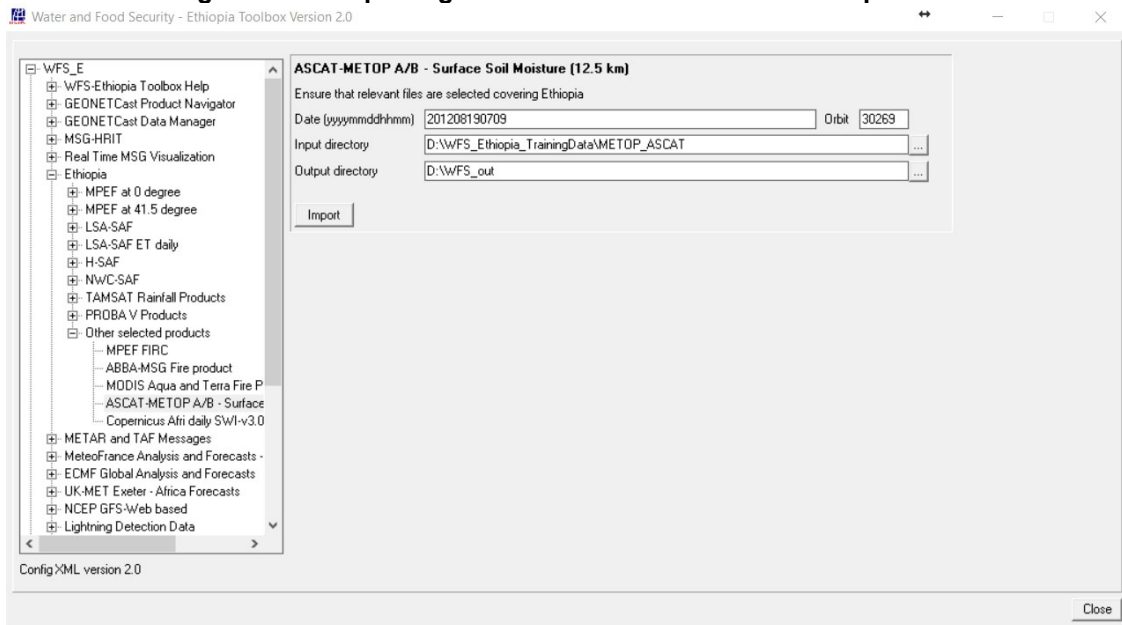 Water and Food Security - Ethiopia Toolbox Version 2.0
WFS_E
WFS-Ethiopia Toolbox Help
GEONETCast Product Navigator
GEONETCast Data Manager
MSG-HRIT
Real Time MSG Visualization
Ethiopia
MPEF at 0 degree
MPEF at 41.5 degree
LSA-SAF
LSA-SAF ET daily
H-SAF
NWC-SAF
TAMSAT Rainfall Products
PROBA V Products
Other selected products
MPEF FIRC
ABBA-MSG Fire product
MODIS Aqua and Terra Fire P
ASCAT-METOP A/B - Surface
Copernicus Afri daily SWI-v3.0
METAR and TAF Messages
MeteoFrance Analysis and Forecasts -
ECMF Global Analysis and Forecasts
UK-MET Exeter - Africa Forecasts
NCEP GFS-Web based
Lightning Detection Data
Config XML version 2.0
ASCAT-METOP A/B - Surface Soil Moisture (12.5 km)
Ensure that relevant files are selected covering Ethiopia
Date (yyyymmddhhmm) 201208190709 Orbit 30269
Input directory D:\WFS_Ethiopia_TrainingData\METOP_ASCAT ...
Output directory D:\WFS_out ...
Import
Close